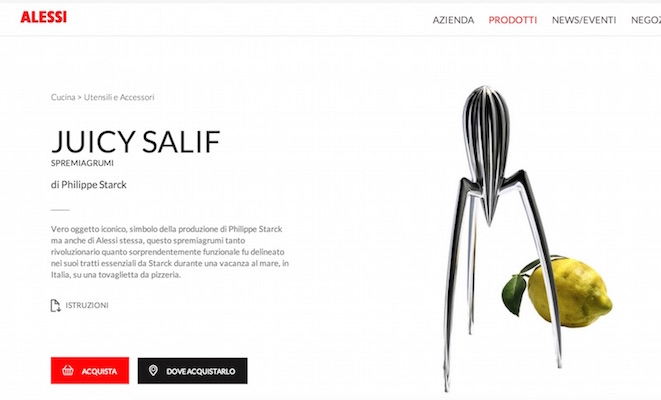 ALESSI
AZIENDA PRODOTTI NEWS/EVENTI NEGOZ
Cucina > Utensili e Accessori
JUICY SALIF
SPREMIAGRUMI
di Philippe Starck
Vero oggetto iconico, simbolo della produzione di Philippe Starck
ma anche di Alessi stessa, questo spremiagrumi tanto
rivoluzionario quanto sorprendentemente funzionale fu delineato
nei suoi tratti essenziali da Starck durante una vacanza al mare, in
Italia, su una tovaglietta da pizzeria.
ISTRUZIONI
ACQUISTA DOVE ACQUISTARLO